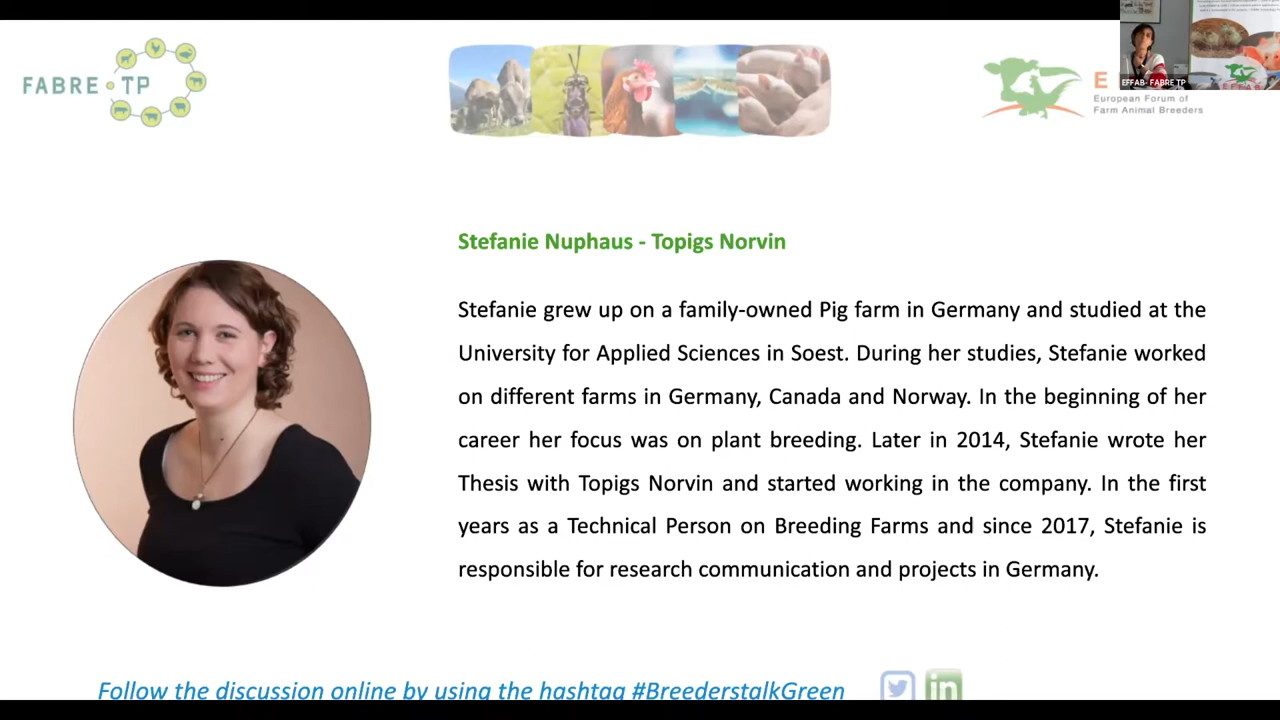 FABRE TP
EFFAB- FABRE TP
European Forum of
Farm Animal Breeders
Stefanie Nuphaus - Topigs Norvin
Stefanie grew up on a family-owned Pig farm in Germany and studied at the
University for Applied Sciences in Soest. During her studies, Stefanie worked
on different farms in Germany, Canada and Norway. In the beginning of her
career her focus was on plant breeding. Later in 2014, Stefanie wrote her
Thesis with Topigs Norvin and started working in the company. In the first
years as a Technical Person on Breeding Farms and since 2017, Stefanie is
responsible for research communication and projects in Germany.
Follow the discussion online by using the hashtag #BreederstalkGreen
in